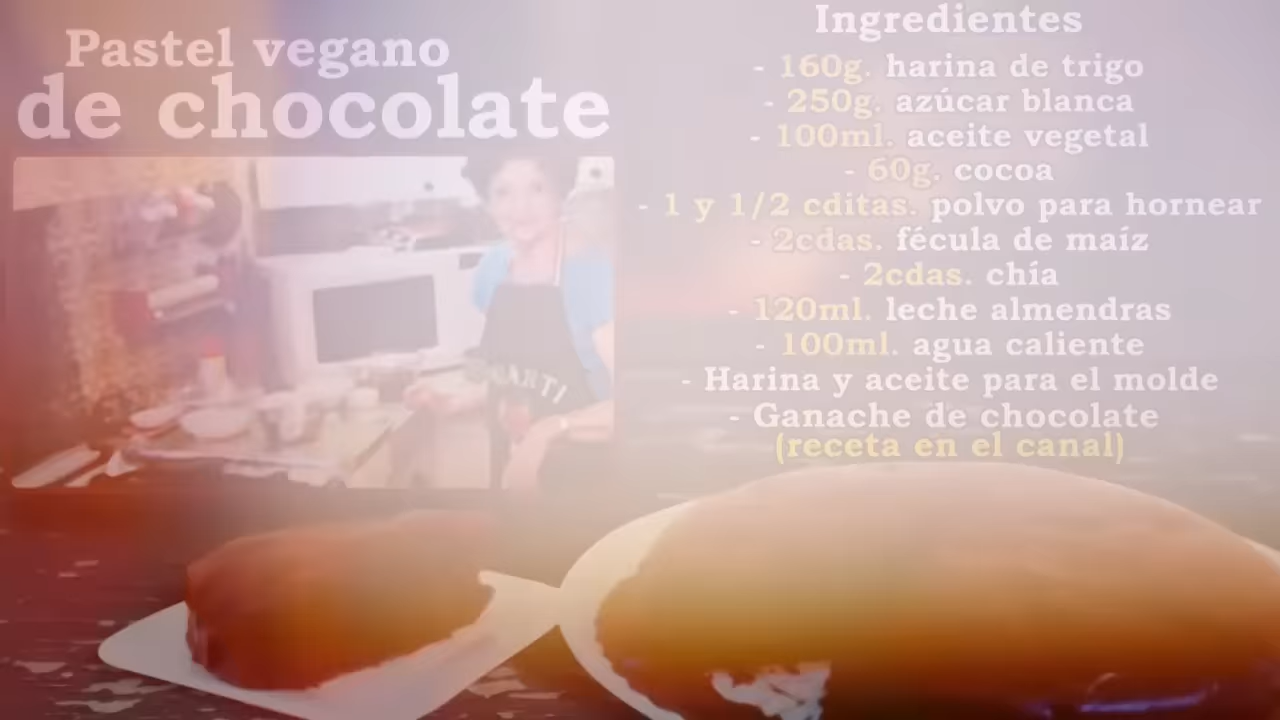 Pastel vegano
de chocolate
Ingredientes
- 160g. harina de trigo
- 250g. azúcar blanca
- 100ml. aceite vegetal
- 60g. cocoa
- 1 y 1/2 cditas. polvo para hornear
- 2cdas. fécula de maíz
- 2cdas. chía
- 120ml. leche almendras
- 100ml. agua caliente
- Harina y aceite para el molde
- Ganache de chocolate
(receta en el canal)